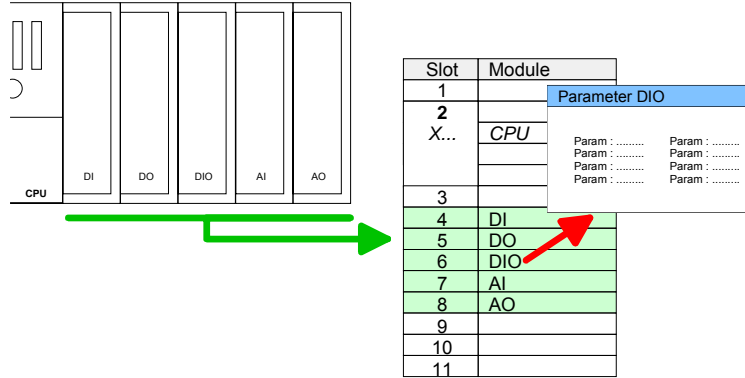 CPU
DI DO DIO AI AO
Slot Module
1
2
X... CPU
3
4 DI
5 DO
6 DIO
7 AI
8 AO
9
10
11
Parameter DIO
Param : ......... Param : ........
Param : ......... Param : ........
Param : ......... Param : ........
Param : ......... Param : ........